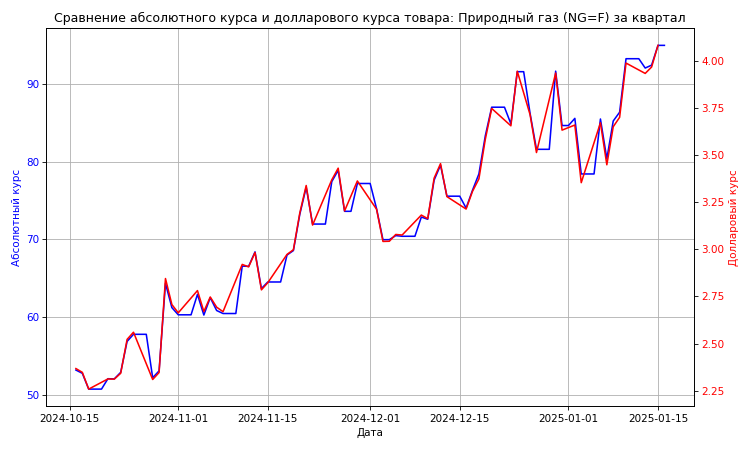 Сравнение абсолютного курса и долларового курса товара: Природный газ (NG=F) за квартал
Абсолютный курс
90
80
70
60
50
4.00
3.75
3.50
3.25
3.00
2.75
2.50
2.25
Долларовый курс
2024-10-15 2024-11-01 2024-11-15 2024-12-01 2024-12-15 2025-01-01 2025-01-15
Дата